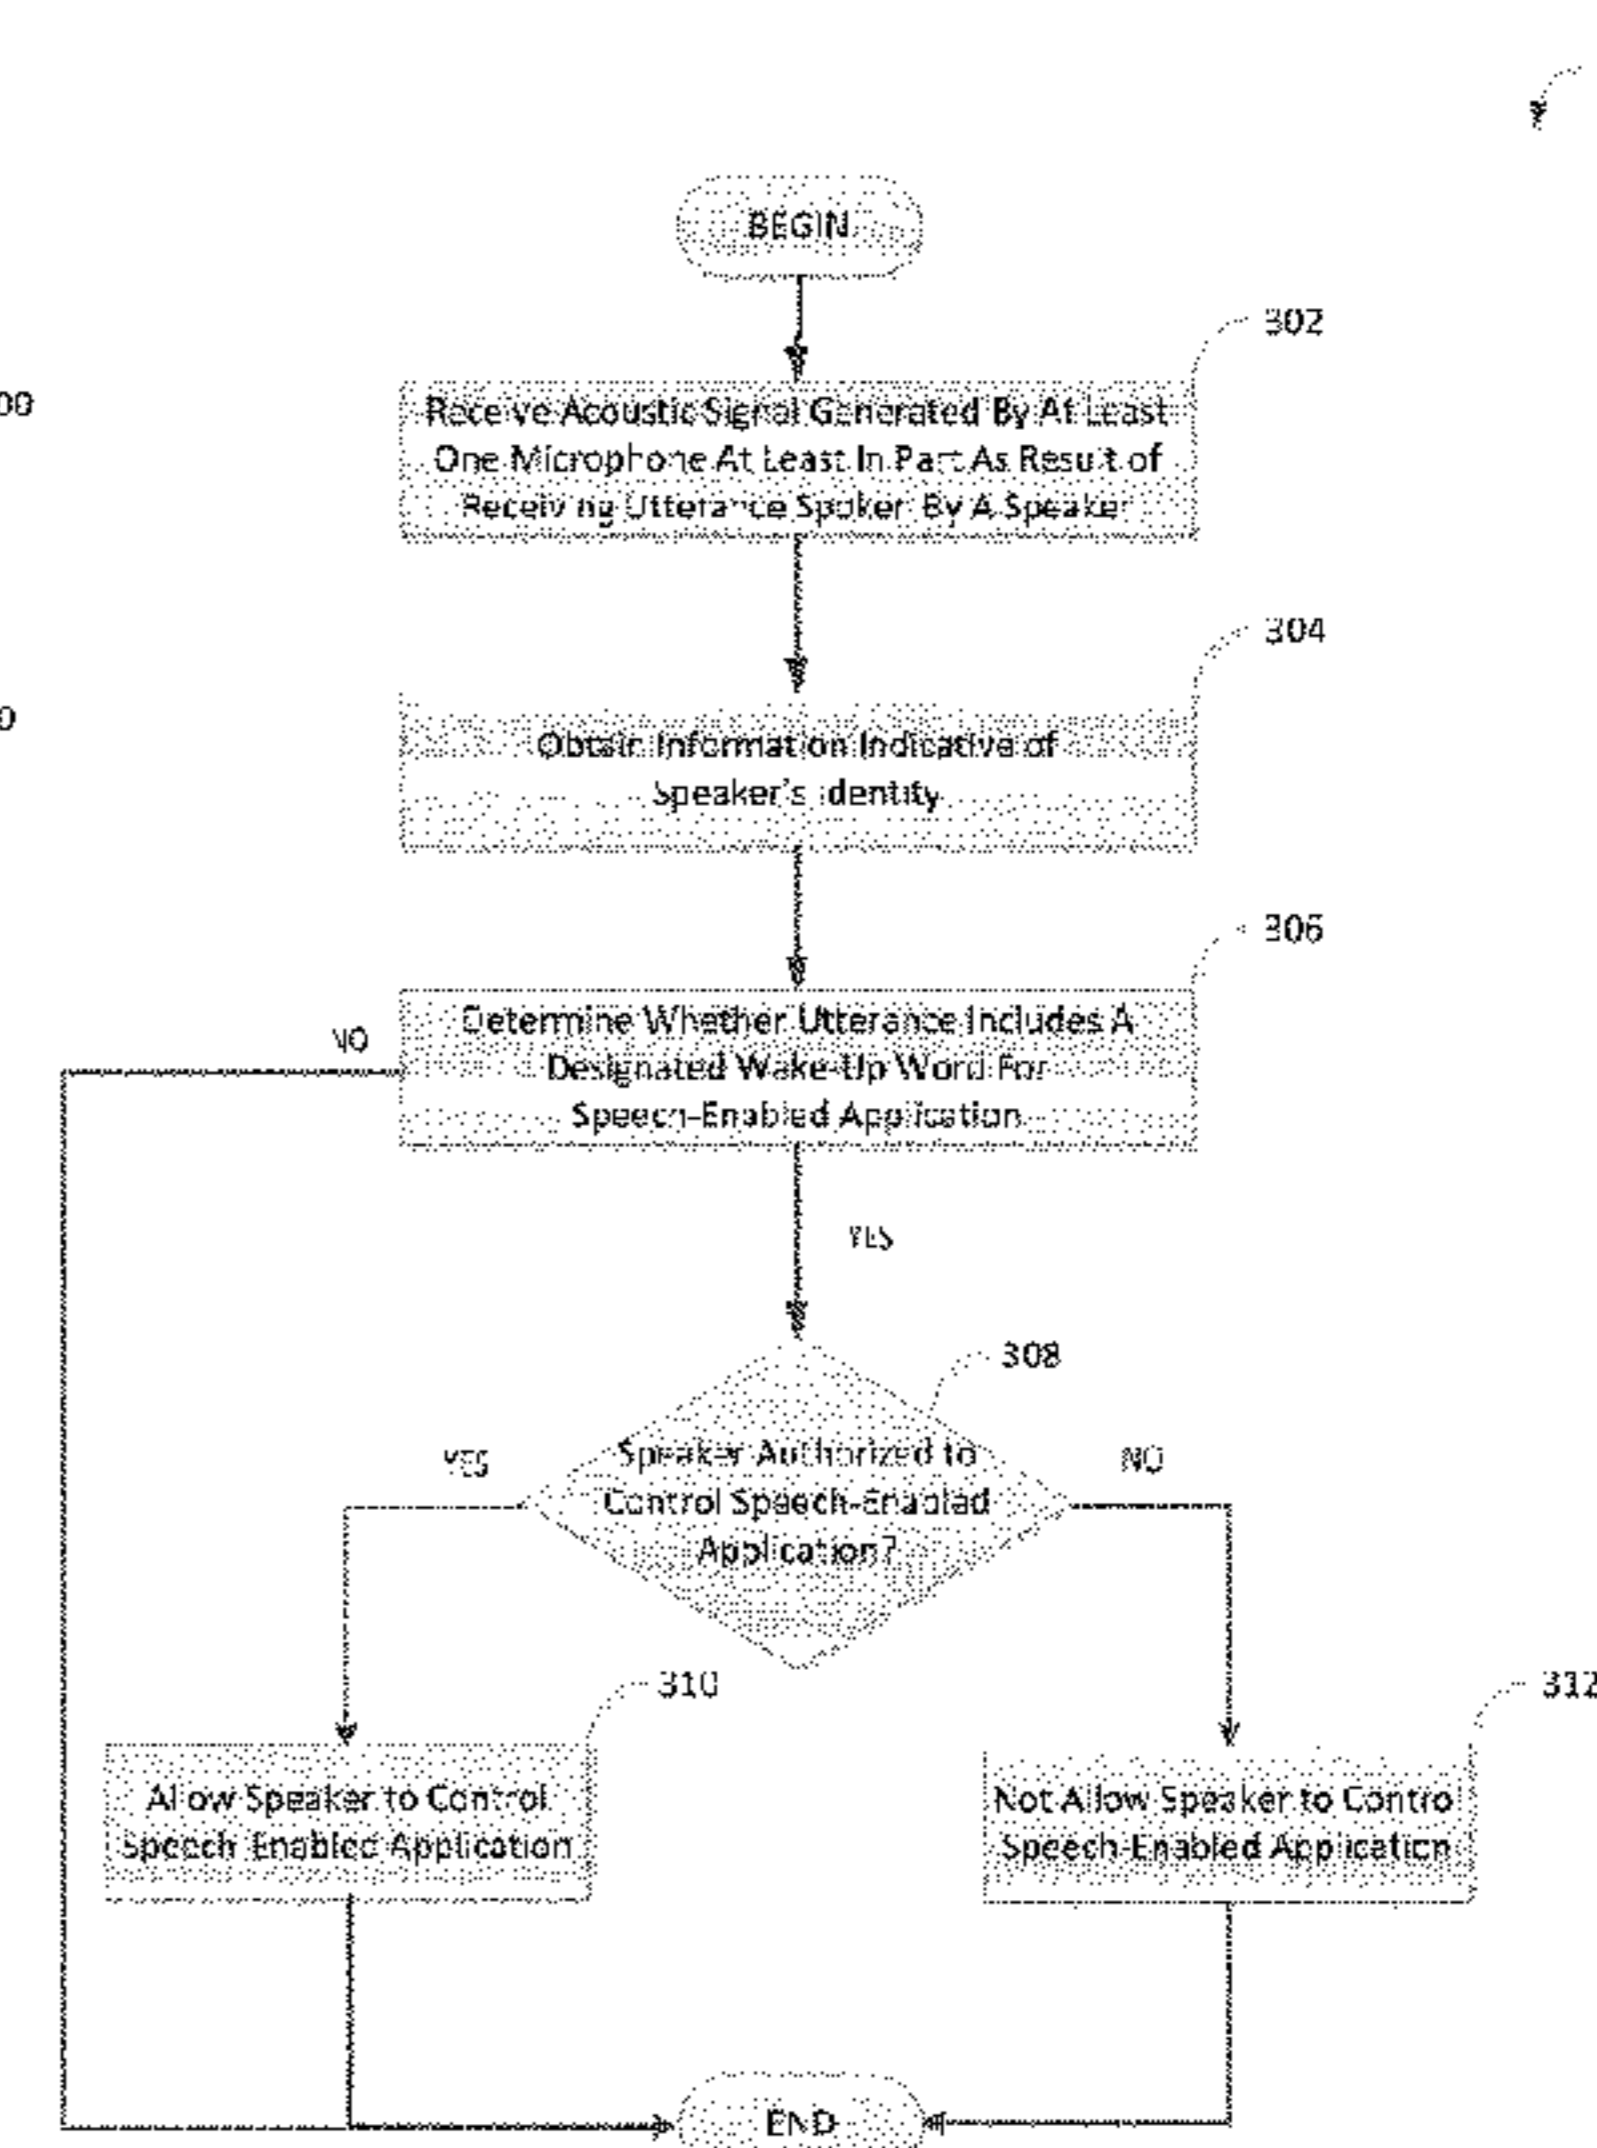 BEGIN
302
00
Receive Acoustic Signal Generated By At Least
One Microphone At Least In Part As Result of
Receiving Utterance Spoken By A Speaker
304
0
Obtain Information Indicative of
Speaker's Identity
306
NO
Determine Whether Utterance Includes A
Designated Wake-Up Word For
Speech-Enabled Application
YES
308
YES
Speaker Authorized to
Control Speech-Enabled
Application?
NO
310
312
Allow Speaker to Control
Speech-Enabled Application
Not Allow Speaker to Control
Speech-Enabled Application
END